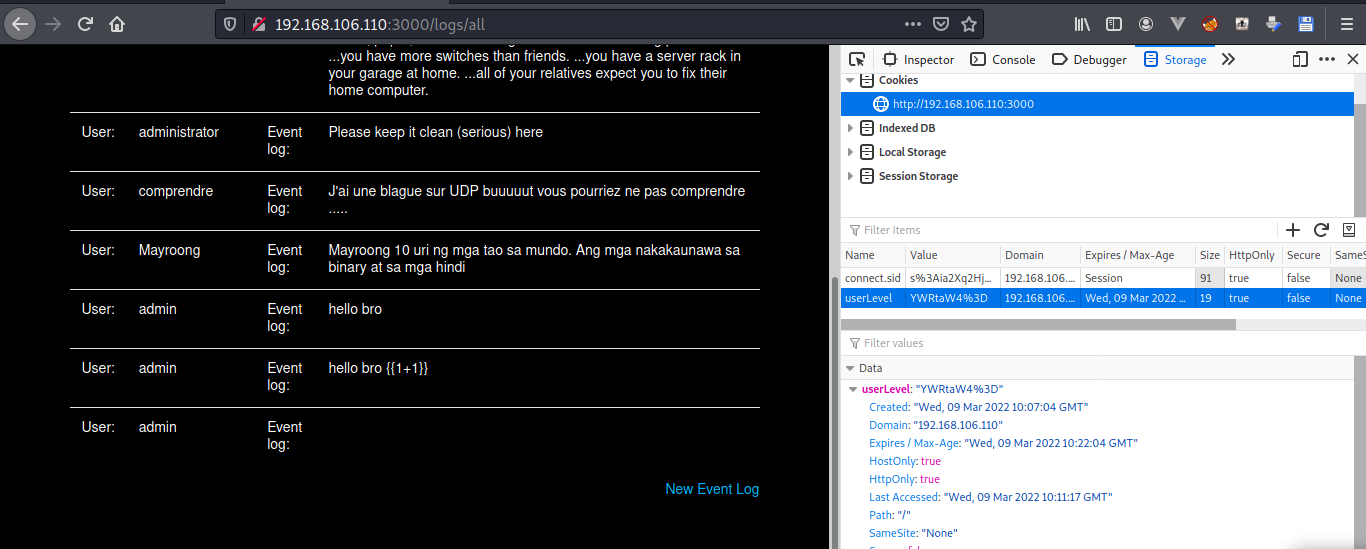 192.168.106.110:3000/logs/all
...you have more switches than friends. ...you have a server rack in
your garage at home. ...all of your relatives expect you to fix their
home computer.
User: administrator Event log: Please keep it clean (serious) here
User: comprendre Event log: J'ai une blague sur UDP buuuuut vous pourriez ne pas comprendre
.....
User: Mayroong Event log: Mayroong 10 uri ng mga tao sa mundo. Ang mga nakakaunawa sa
binary at sa mga hindi
User: admin Event log: hello bro
User: admin Event log: hello bro {{1+1}}
User: admin Event log:
New Event Log
Inspector Console Debugger Storage
Cookies
http://192.168.106.110:3000
Indexed DB
Local Storage
Session Storage
Filter Items
Name Value Domain Expires / Max-Age Size HttpOnly Secure SameS
connect.sid s%3Aia2Xq2Hj... 192.168.106.... Session 91 true false None
userLevel YWRtaW4%3D 192.168.106.... Wed, 09 Mar 2022 ... 19 true false None
Filter values
Data
userLevel: "YWRtaW4%3D"
Created: "Wed, 09 Mar 2022 10:07:04 GMT"
Domain: "192.168.106.110"
Expires / Max-Age: "Wed, 09 Mar 2022 10:22:04 GMT"
HostOnly: true
HttpOnly: true
Last Accessed: "Wed, 09 Mar 2022 10:11:17 GMT"
Path: "/"
SameSite: "None"